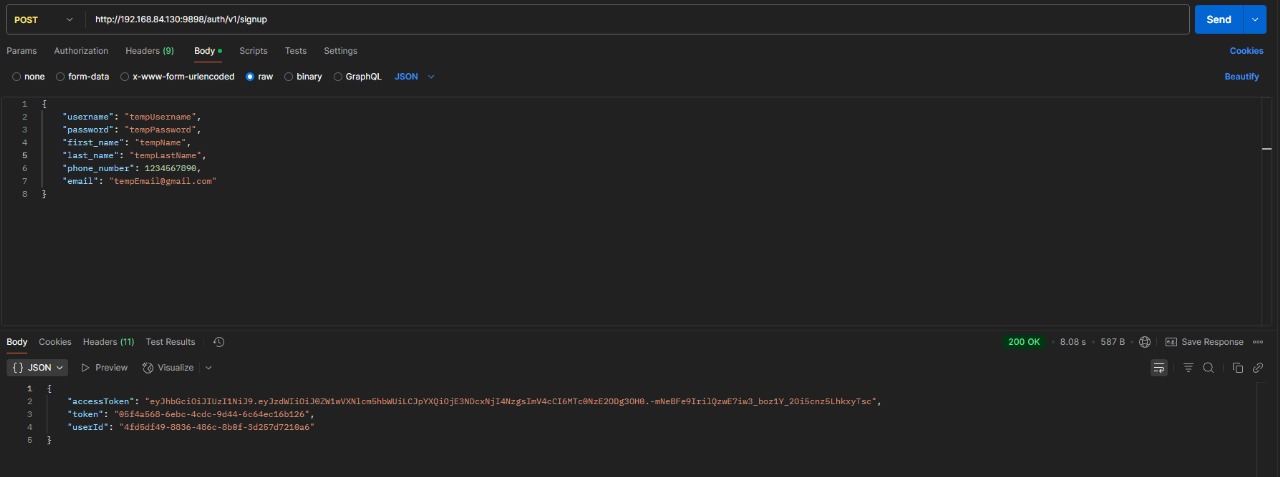 POST http://192.168.84.130:9898/auth/v1/signup Send
Params Authorization Headers (9) Body Scripts Tests Settings Cookies
none form-data x-www-form-urlencoded raw binary GraphQL JSON Beautify
1 {
2 "username": "tempUsername",
3 "password": "tempPassword",
4 "first_name": "tempName",
5 "last_name": "tempLastName",
6 "phone_number": 1234567890,
7 "email": "tempEmail@gmail.com"
8 }
Body Cookies Headers (11) Test Results 200 OK 8.08 s 587 B Save Response
{} JSON Preview Visualize
1 {
2 "accessToken": "eyJhbGciOiJIUzI1NiJ9.eyJzdWIiOiJ0ZW1wVXNlcm5hbWUiLCJpYXQiOjE3NDcxNjI4NzgsImV4cCI6MTc0NzE2ODg3OH0.-mNeBFe9IrilQzwE7iw3_boz1Y_2Oi5cnz5LhkxyTsc",
3 "token": "05f4a568-6ebc-4cdc-9d44-6c64ec16b126",
4 "userId": "4fd5df49-8836-486c-8b0f-3d257d7210a6"
5 }